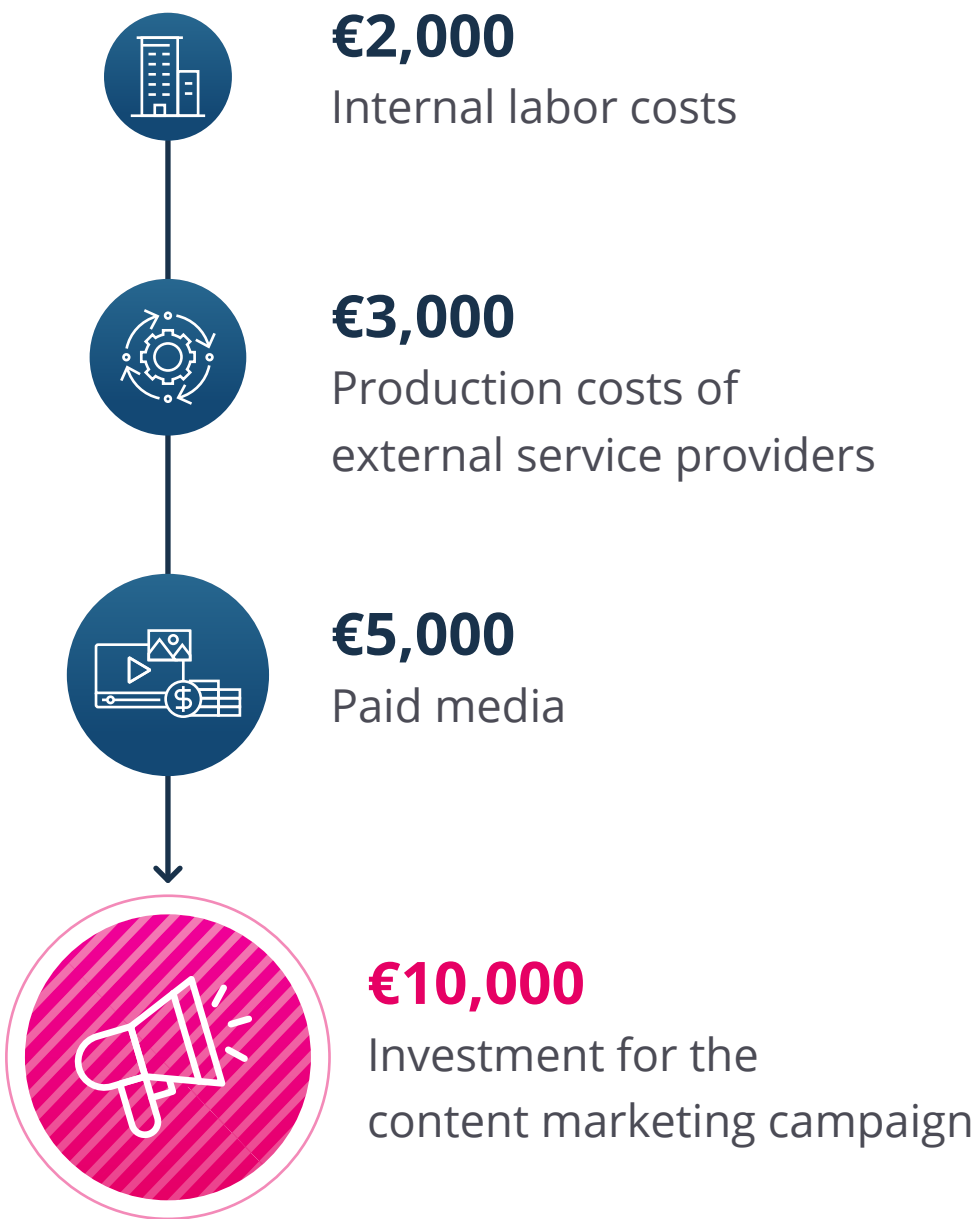 €2,000
Internal labor costs
€3,000
Production costs of
external service providers
€5,000
Paid media
$
€10,000
Investment for the
content marketing campaign